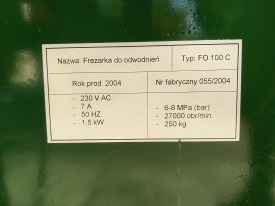 Nazwa: Frezarka do odwodnień Typ: FO 100 C
Rok prod. 2004 Nr fabryczny 055/2004
- 230 V AC
- 7 A
- 50 HZ
- 1.5 kW
- 6-8 MPa (bar)
- 27000 obr/min
- 250 kg